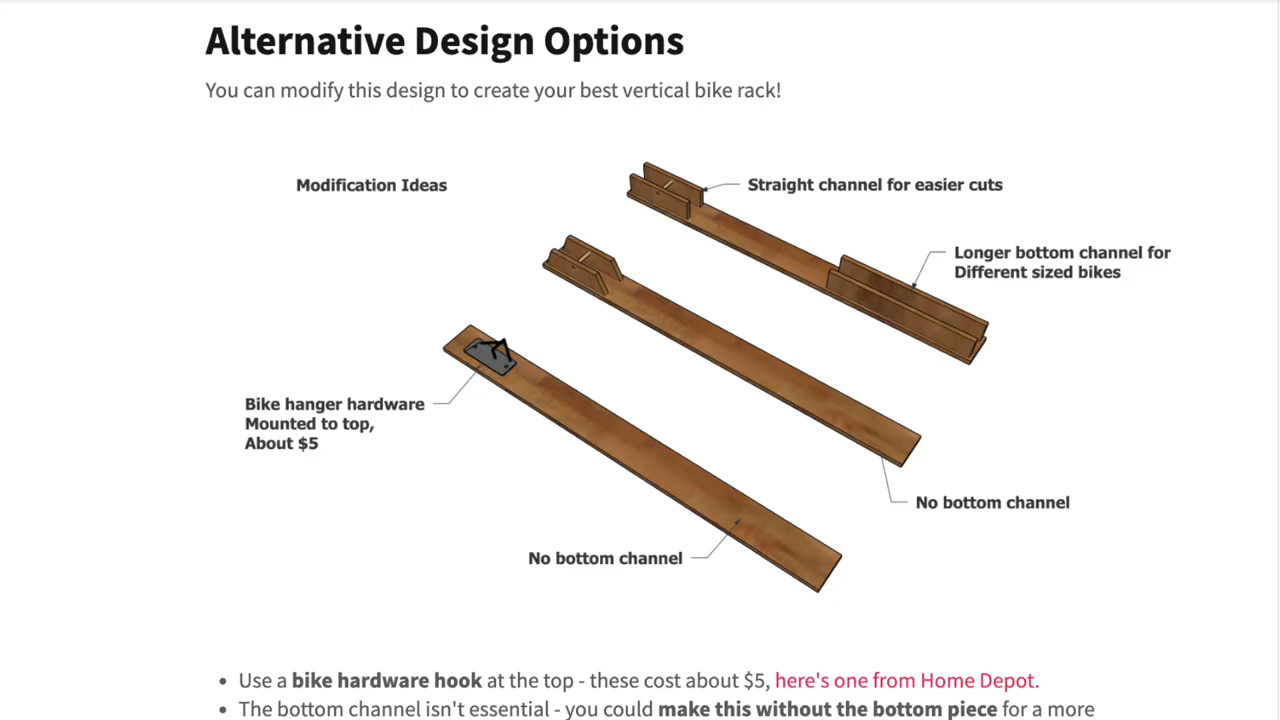 Alternative Design Options
You can modify this design to create your best vertical bike rack!
Modification Ideas
Straight channel for easier cuts
Longer bottom channel for
Different sized bikes
Bike hanger hardware
Mounted to top,
About $5
No bottom channel
No bottom channel
• Use a bike hardware hook at the top - these cost about $5, here's one from Home Depot.
• The bottom channel isn't essential - you could make this without the bottom piece for a more